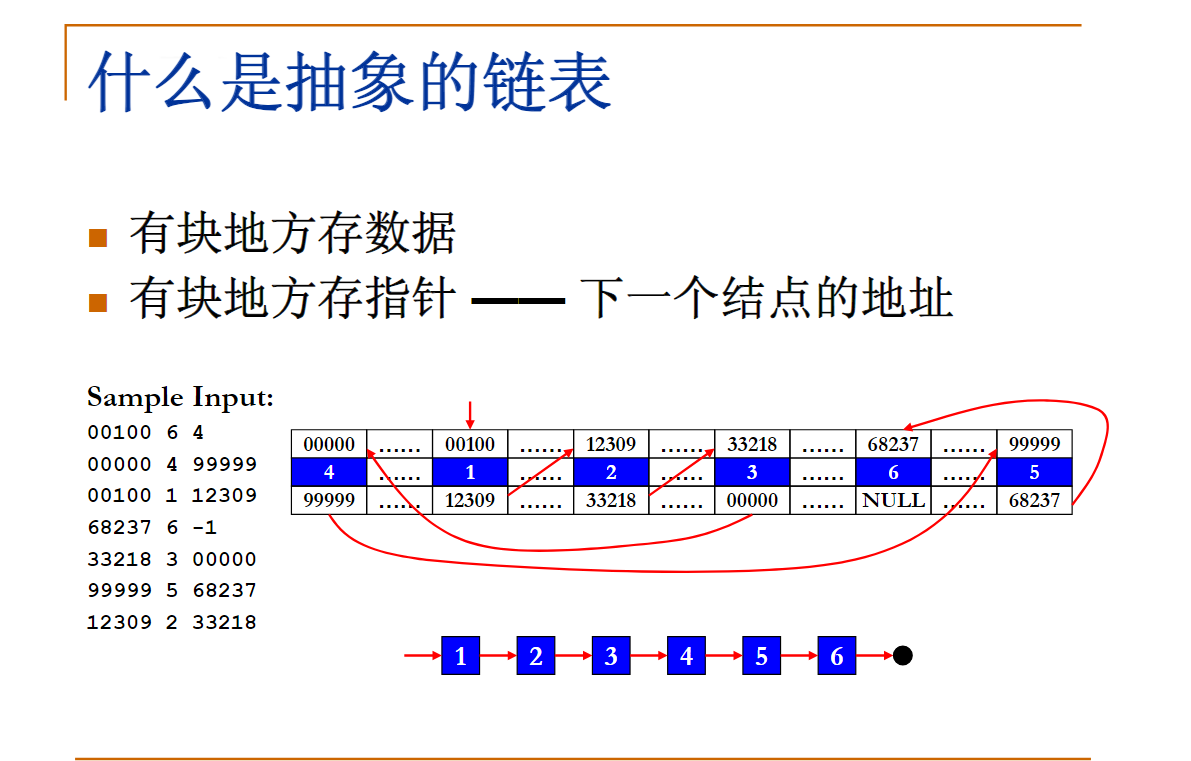 什么是抽象的链表
有块地方存数据
有块地方存指针 —— 下一个结点的地址
Sample Input:
00100 6 4
00000 4 99999
00100 1 12309
68237 6 -1
33218 3 00000
99999 5 68237
12309 2 33218
00000 …… 00100 …… 12309 …… 33218 …… 68237 …… 99999
4 …… 1 …… 2 …… 3 …… 6 …… 5
99999 …… 12309 …… 33218 …… 00000 …… NULL …… 68237
1 2 3 4 5 6